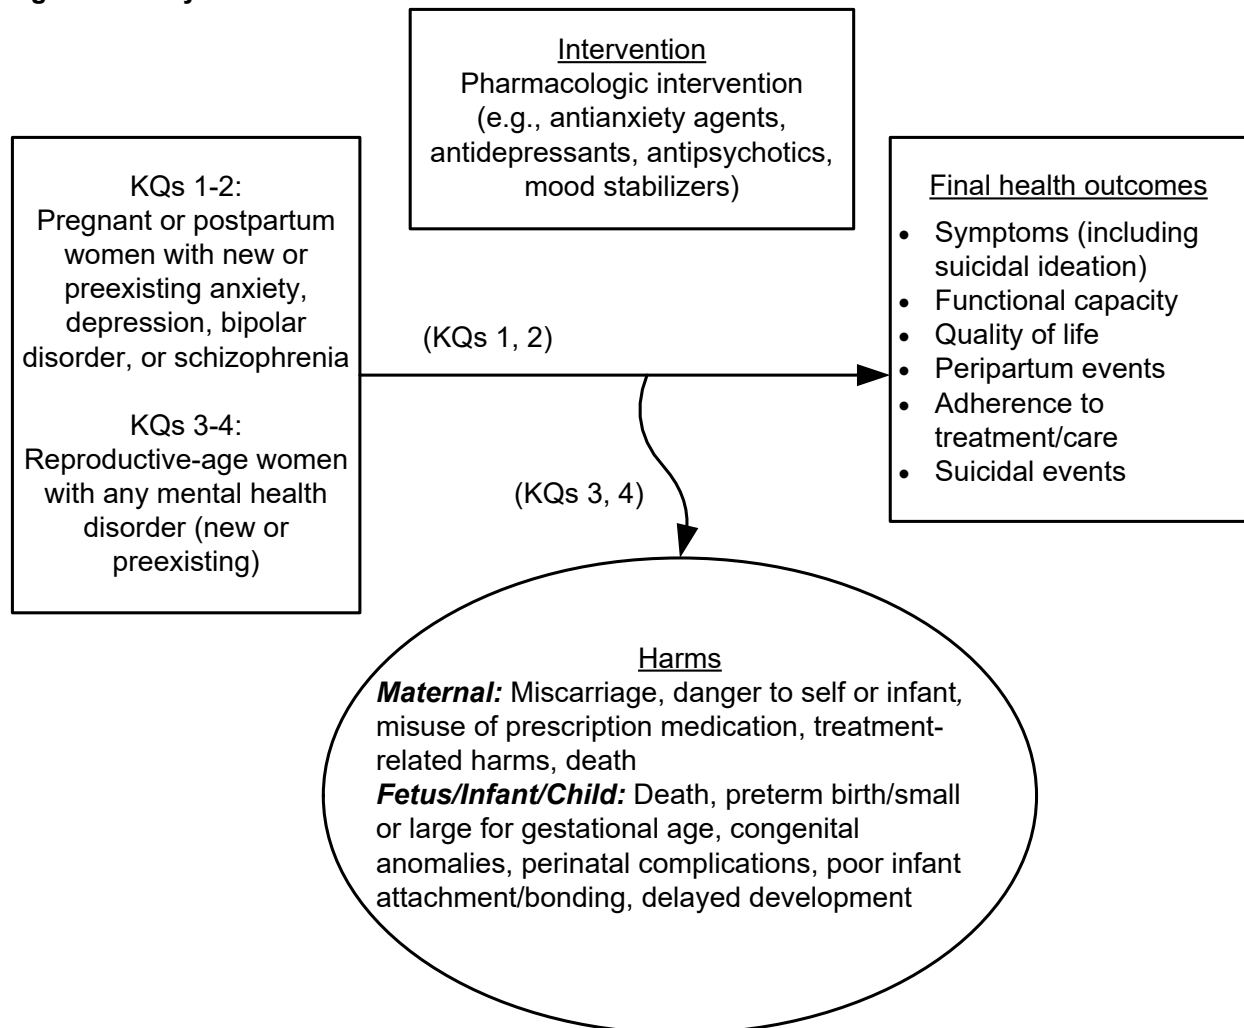 Intervention
Pharmacologic intervention
(e.g., antianxiety agents,
antidepressants, antipsychotics,
mood stabilizers)
KQs 1-2:
Pregnant or postpartum
women with new or
preexisting anxiety,
depression, bipolar
disorder, or schizophrenia
KQs 3-4:
Reproductive-age women
with any mental health
disorder (new or
preexisting)
(KQs 1, 2)
(KQs 3, 4)
Final health outcomes
• Symptoms (including
suicidal ideation)
• Functional capacity
• Quality of life
• Peripartum events
• Adherence to
treatment/care
• Suicidal events
Harms
Maternal: Miscarriage, danger to self or infant,
misuse of prescription medication, treatment-
related harms, death
Fetus/Infant/Child: Death, preterm birth/small
or large for gestational age, congenital
anomalies, perinatal complications, poor infant
attachment/bonding, delayed development